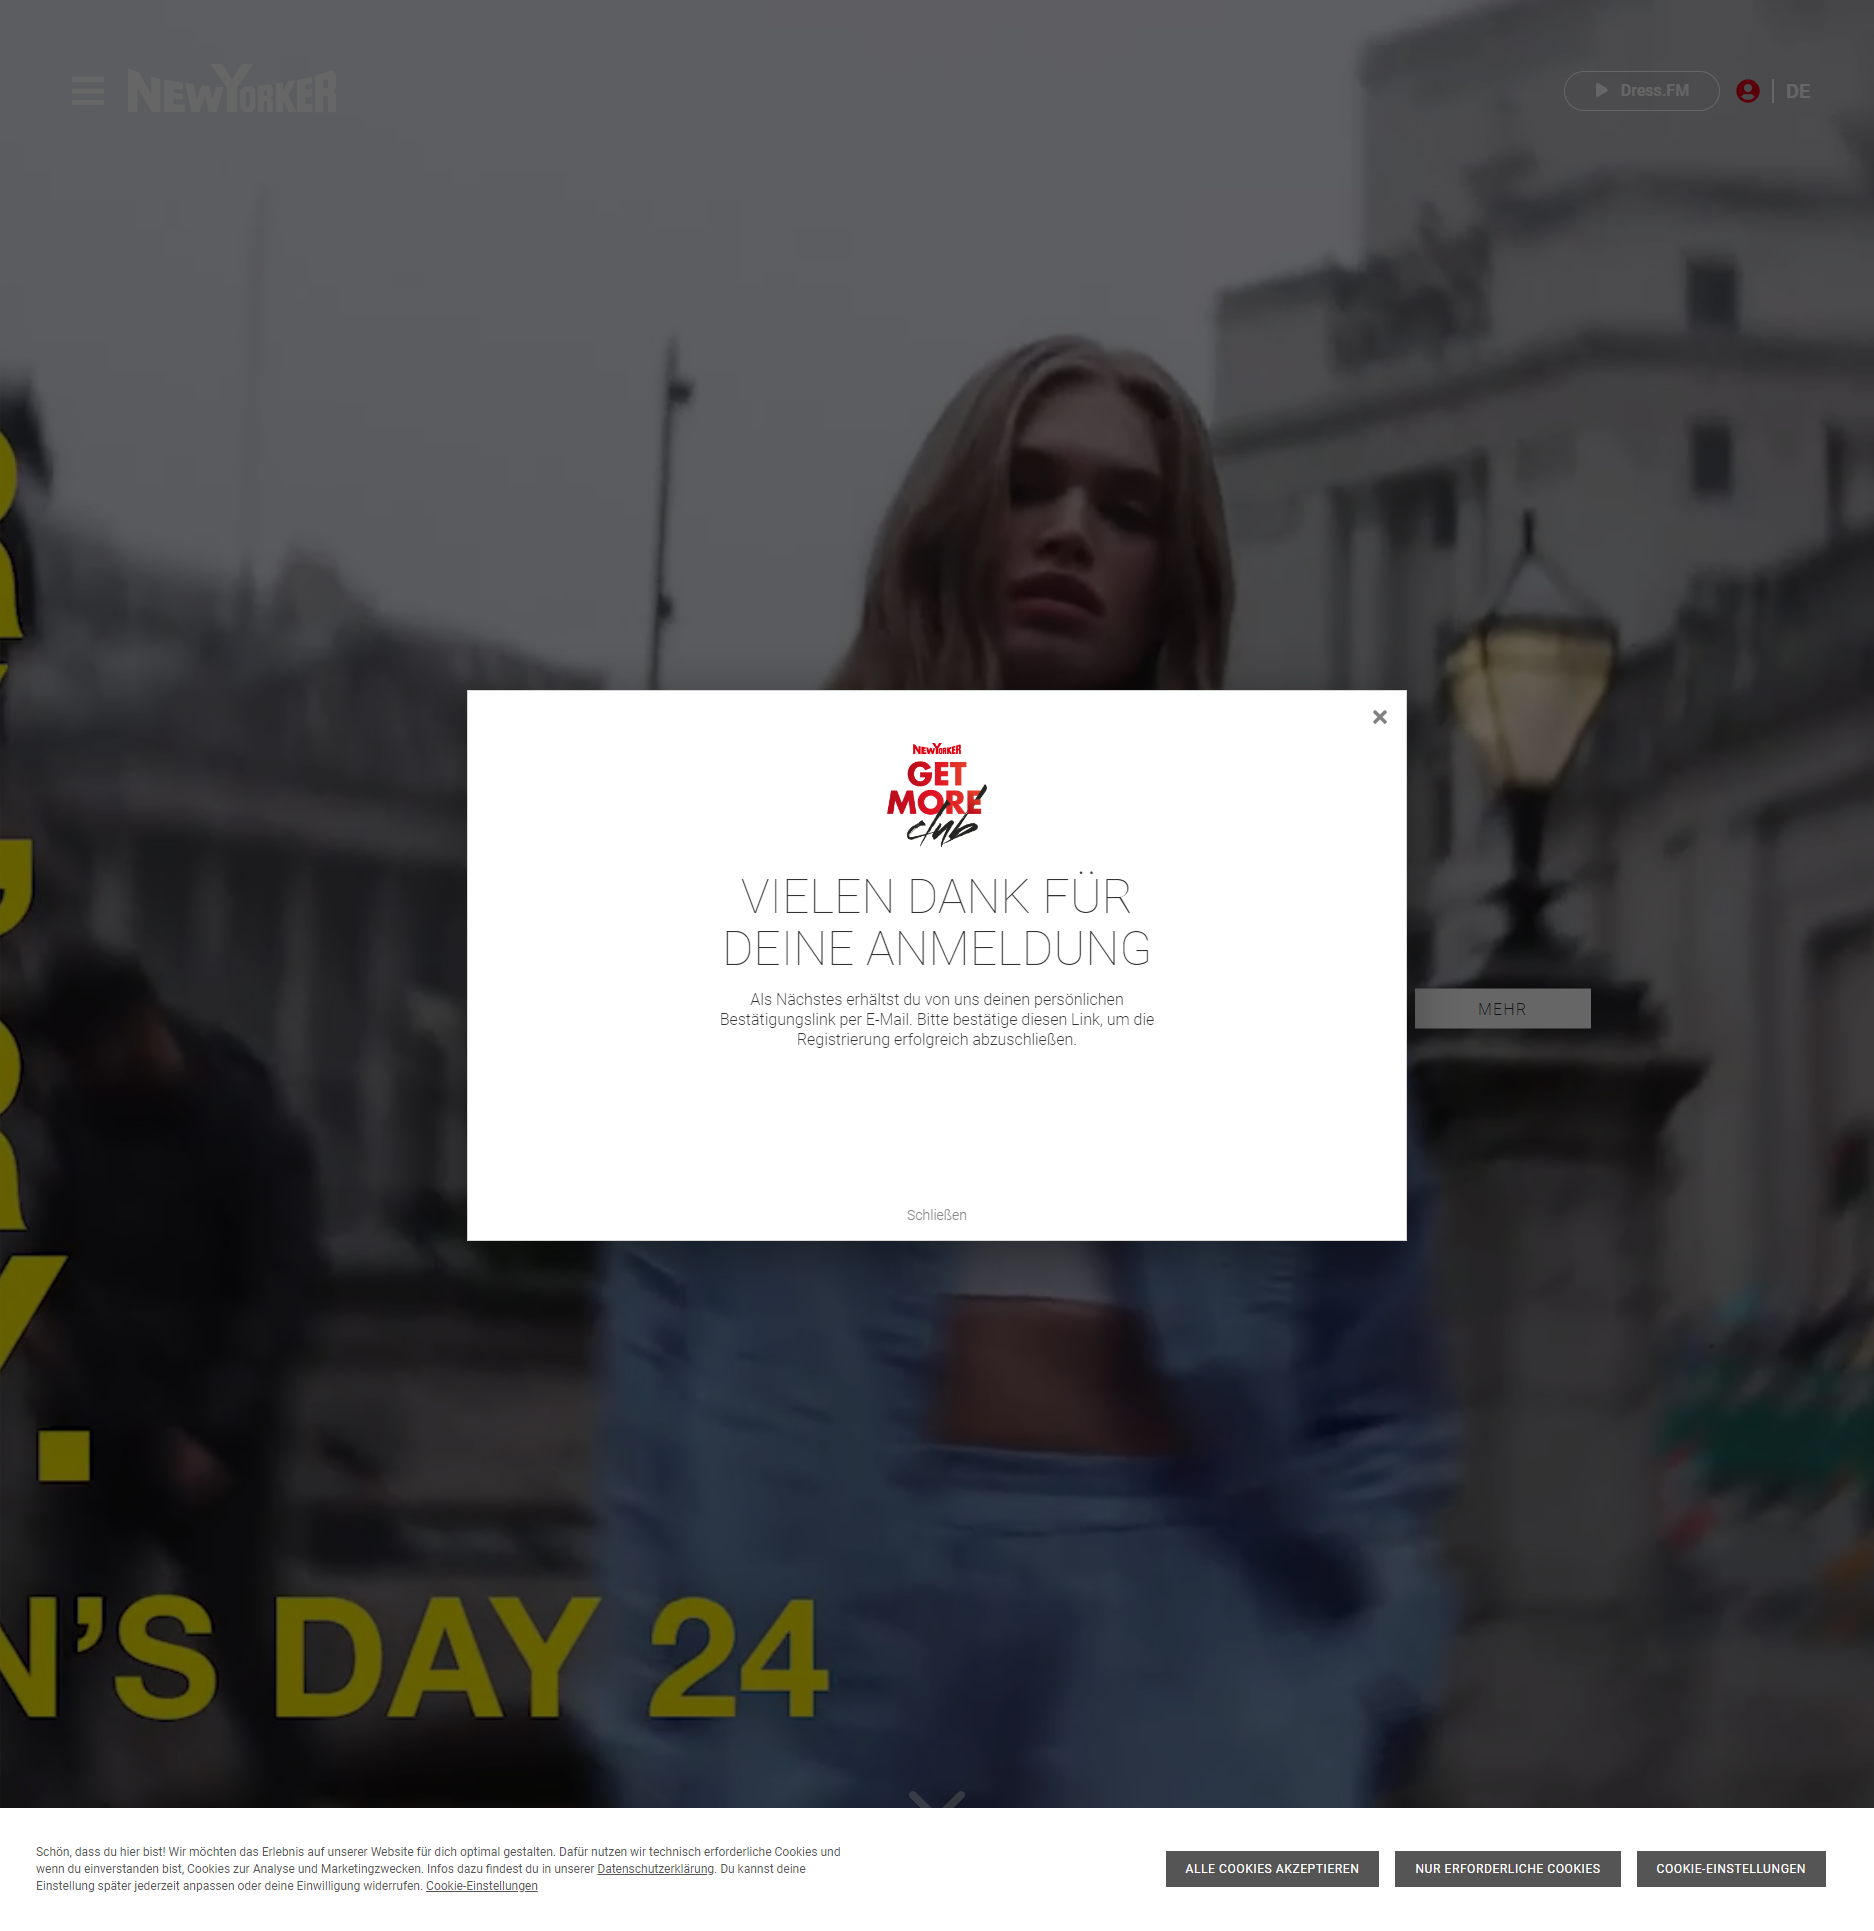 NEWYORKER
Dress.FM
DE
NEWYORKER
GET
MORE
club
VIELEN DANK FÜR
DEINE ANMELDUNG
Als Nächstes erhältst du von uns deinen persönlichen
Bestätigungslink per E-Mail. Bitte bestätige diesen Link, um die
Registrierung erfolgreich abzuschließen.
MEHR
Schließen
N'S DAY 24
Schön, dass du hier bist! Wir möchten das Erlebnis auf unserer Website für dich optimal gestalten. Dafür nutzen wir technisch erforderliche Cookies und
wenn du einverstanden bist, Cookies zur Analyse und Marketingzwecken. Infos dazu findest du in unserer Datenschutzerklärung. Du kannst deine
Einstellung später jederzeit anpassen oder deine Einwilligung widerrufen. Cookie-Einstellungen
ALLE COOKIES AKZEPTIEREN
NUR ERFORDERLICHE COOKIES
COOKIE-EINSTELLUNGEN